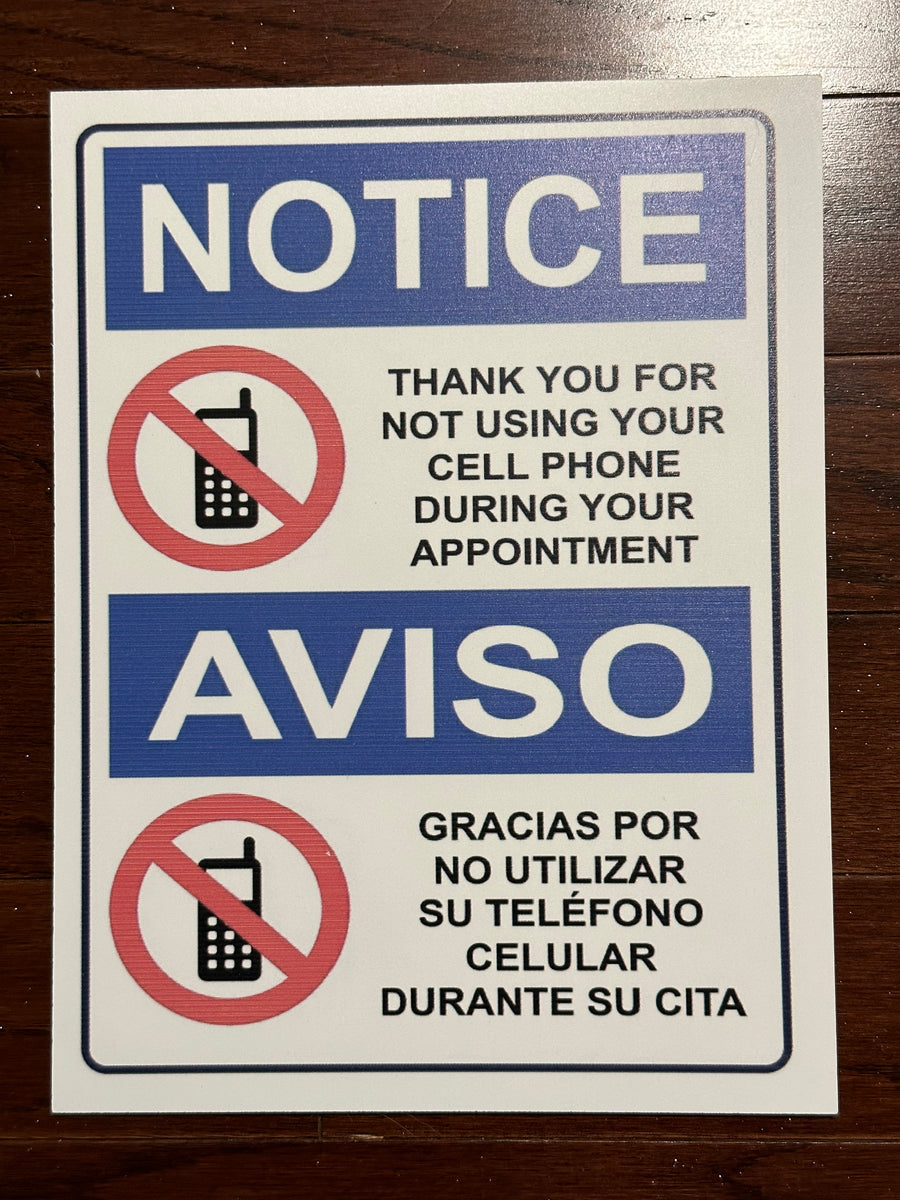 NOTICE
THANK YOU FOR
NOT USING YOUR
CELL PHONE
DURING YOUR
APPOINTMENT
AVISO
GRACIAS POR
NO UTILIZAR
SU TELÉFONO
CELULAR
DURANTE SU CITA